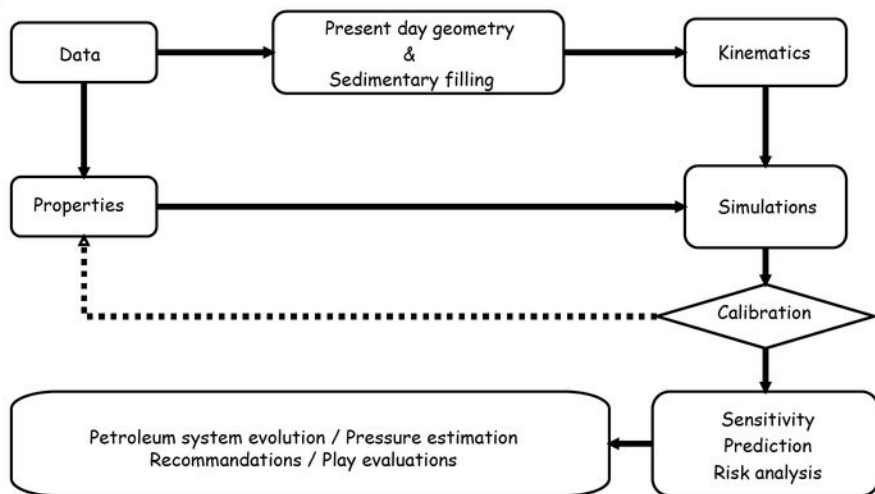 Data
Present day geometry
&
Sedimentary filling
Kinematics
Properties
Simulations
Calibration
Sensitivity
Prediction
Risk analysis
Petroleum system evolution / Pressure estimation
Recommandations / Play evaluations